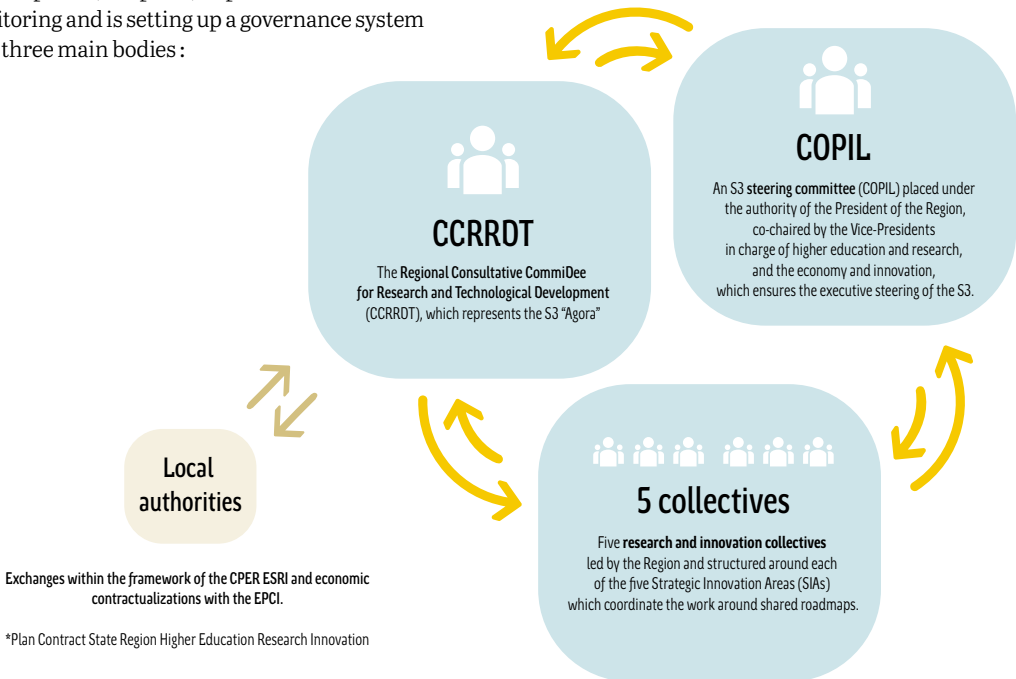 itoring and is setting up a governance system
three main bodies :
COPIL
An S3 steering committee (COPIL) placed under
the authority of the President of the Region,
co-chaired by the Vice-Presidents
in charge of higher education and research,
and the economy and innovation,
which ensures the executive steering of the S3.
CCRRDT
The Regional Consultative CommiDee
for Research and Technological Development
(CCRRDT), which represents the S3 “Agora”
5 collectives
Five research and innovation collectives
led by the Region and structured around each
of the five Strategic Innovation Areas (SIAs)
which coordinate the work around shared roadmaps.
Local
authorities
Exchanges within the framework of the CPER ESRI and economic
contractualizations with the EPCI.
*Plan Contract State Region Higher Education Research Innovation